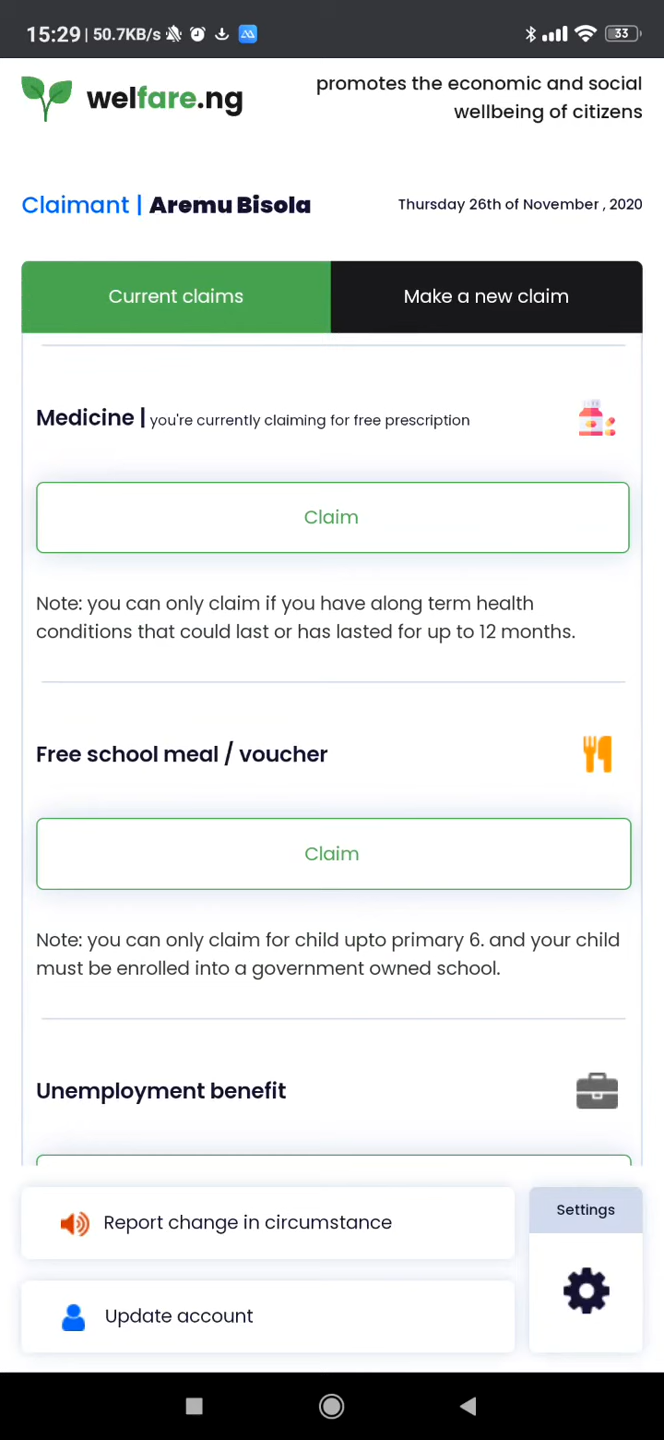 15:29 | 50.7KB/s
33
welfare.ng
promotes the economic and social
wellbeing of citizens
Claimant | Aremu Bisola
Thursday 26th of November , 2020
Current claims
Make a new claim
Medicine | you're currently claiming for free prescription
Claim
Note: you can only claim if you have along term health
conditions that could last or has lasted for up to 12 months.
Free school meal / voucher
Claim
Note: you can only claim for child upto primary 6. and your child
must be enrolled into a government owned school.
Unemployment benefit
Report change in circumstance
Settings
Update account